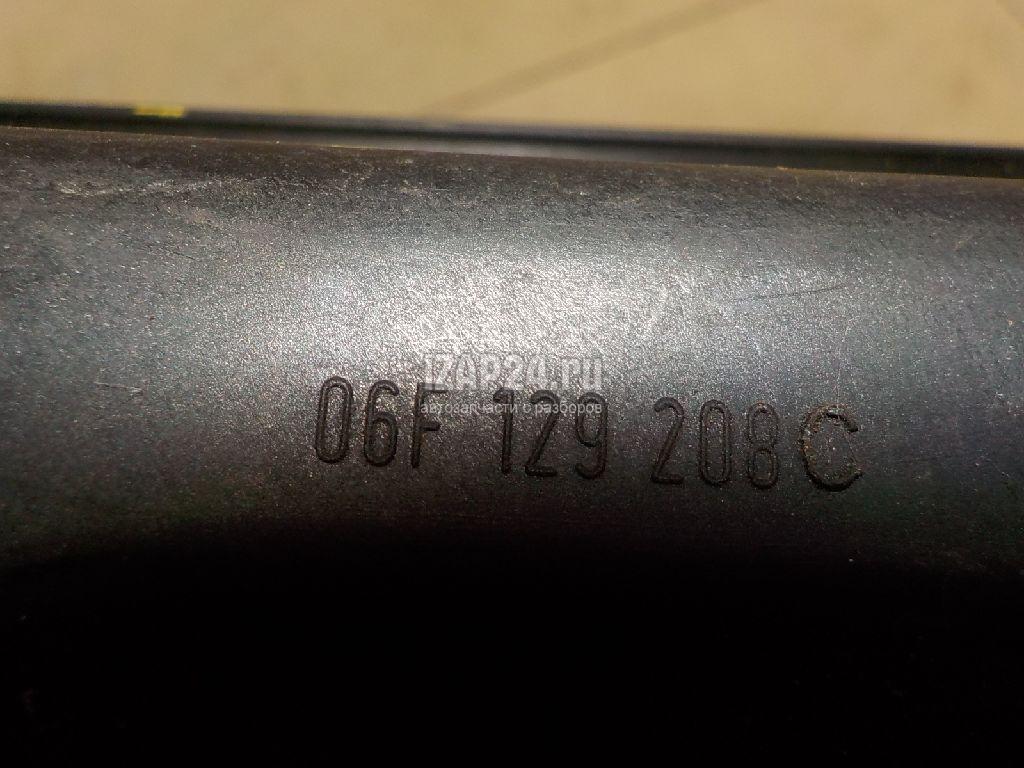 IZAP24.RU
автозапчасти с разборов
06F 129 208 C